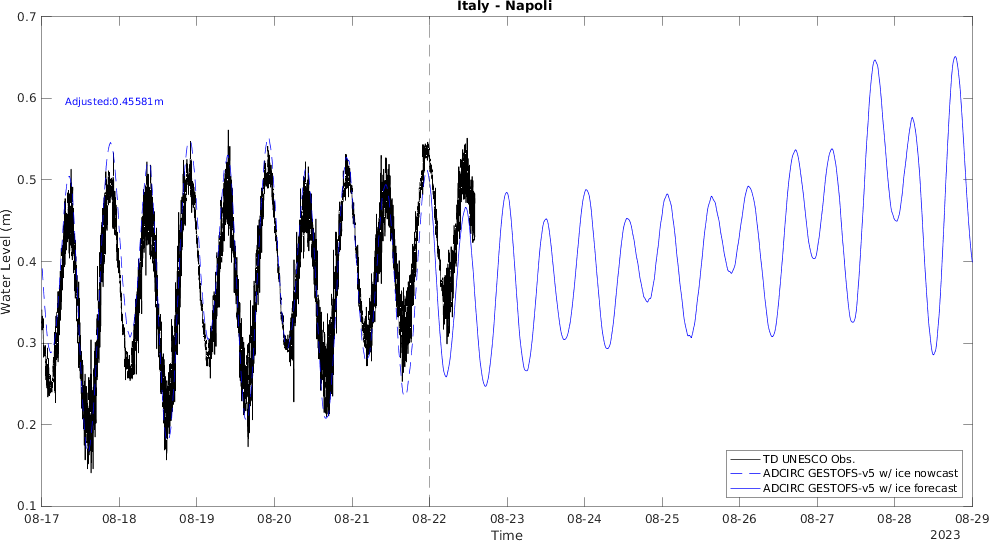 Italy - Napoli
Water Level (m)
0.7
0.6
0.5
0.4
0.3
0.2
0.1
Adjusted:0.45581m
TD UNESCO Obs.
ADCIRC GESTOFS-v5 w/ ice nowcast
ADCIRC GESTOFS-v5 w/ ice forecast
08-17 08-18 08-19 08-20 08-21 08-22 08-23 08-24 08-25 08-26 08-27 08-28 08-29
Time
2023